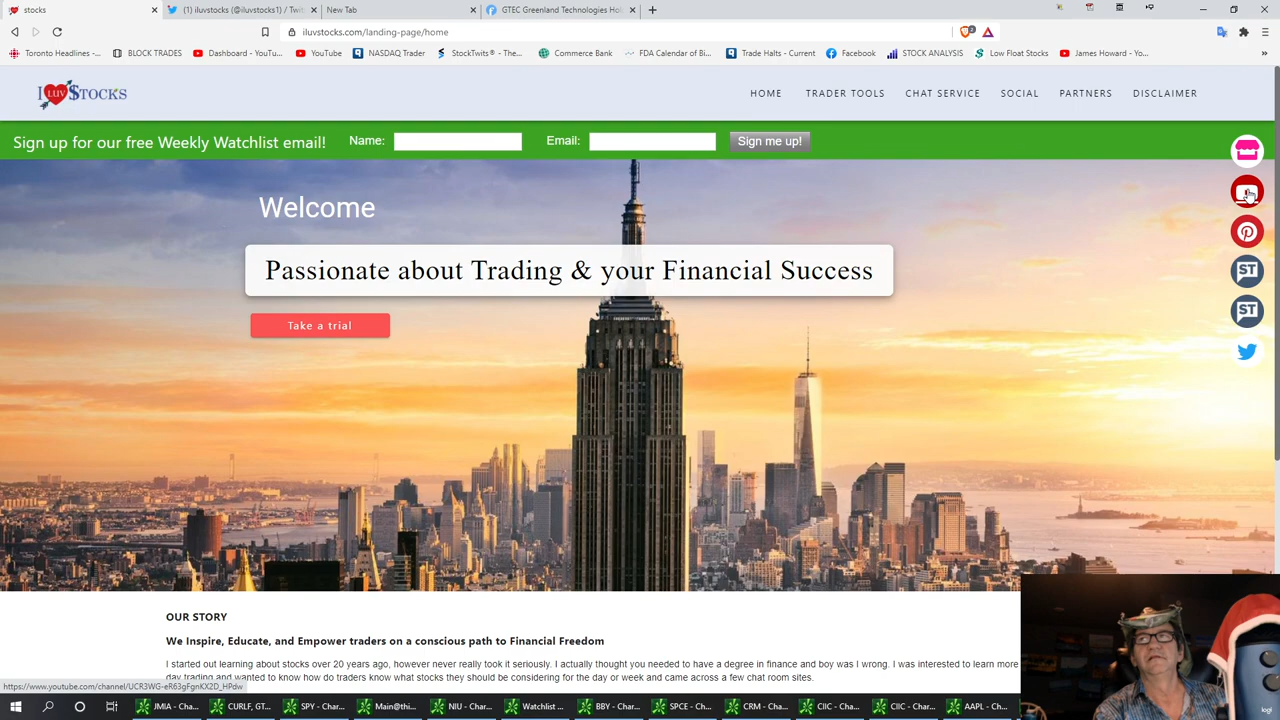 stocks
(1) iluvstocks (@iluvstocks1) / Twit
New Tab
GTEC Greenland Technologies Hol
iluvstocks.com/landing-page/home
Toronto Headlines -...
BLOCK TRADES
Dashboard - YouTu...
YouTube
NASDAQ Trader
StockTwits® - The...
Commerce Bank
FDA Calendar of Bi...
Trade Halts - Current
Facebook
STOCK ANALYSIS
Low Float Stocks
James Howard - Yo...
I LUV $TOCKS
HOME
TRADER TOOLS
CHAT SERVICE
SOCIAL
PARTNERS
DISCLAIMER
Sign up for our free Weekly Watchlist email!
Name:
Email:
Sign me up!
Welcome
Passionate about Trading & your Financial Success
Take a trial
ST
ST
OUR STORY
We Inspire, Educate, and Empower traders on a conscious path to Financial Freedom
I started out learning about stocks over 20 years ago, however never really took it seriously. I actually thought you needed to have a degree in finance and boy was I wrong. I was interested to learn more
day trading and wanted to know how do traders know what stocks they should be considering for the day or week and came across a few chat room sites.
https://www.youtube.com/channel/UCR3WG-eR63gFgnKX2D_HPdw
JMIA - Cha...
CURLF, GT...
SPY - Char...
Main@thi...
NIU - Char...
Watchlist ...
BBY - Char...
SPCE - Cha...
CRM - Cha...
CIIC - Cha...
CIIC - Cha...
AAPL - Cha...
logi